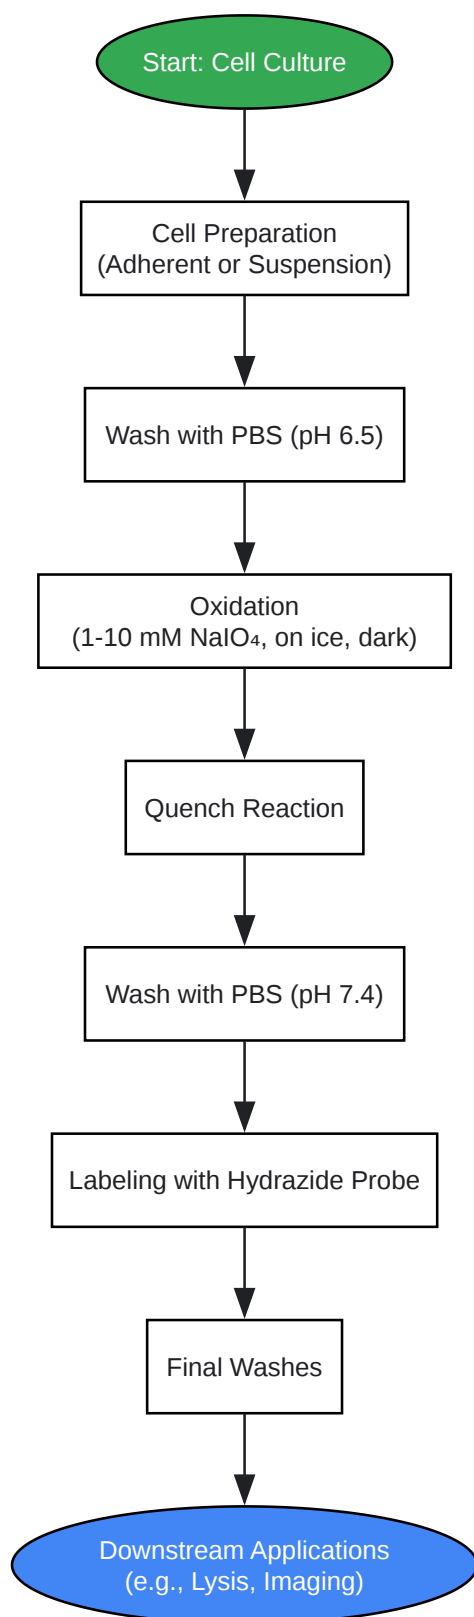 Start: Cell Culture
Cell Preparation
(Adherent or Suspension)
Wash with PBS (pH 6.5)
Oxidation
(1-10 mM NaIO₄, on ice, dark)
Quench Reaction
Wash with PBS (pH 7.4)
Labeling with Hydrazide Probe
Final Washes
Downstream Applications
(e.g., Lysis, Imaging)